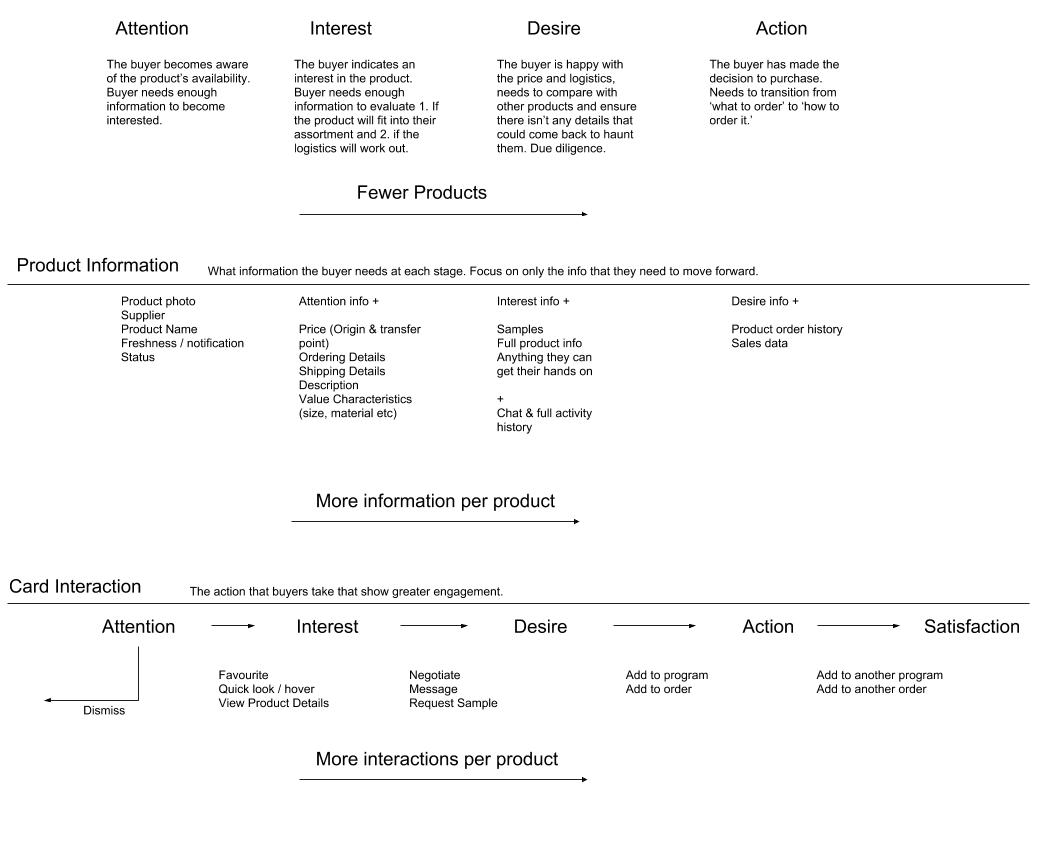 Attention
The buyer becomes aware
of the product's availability.
Buyer needs enough
information to become
interested.
Interest
The buyer indicates an
interest in the product.
Buyer needs enough
information to evaluate 1. If
the product will fit into their
assortment and 2. if the
logistics will work out.
Desire
The buyer is happy with
the price and logistics,
needs to compare with
other products and ensure
there isn't any details that
could come back to haunt
them. Due diligence.
Action
The buyer has made the
decision to purchase.
Needs to transition from
‘what to order’ to ‘how to
order it.’
Fewer Products
Product Information
What information the buyer needs at each stage. Focus on only the info that they need to move forward.
Product photo
Supplier
Product Name
Freshness / notification
Status
Attention info +
Price (Origin & transfer
point)
Ordering Details
Shipping Details
Description
Value Characteristics
(size, material etc)
Interest info +
Samples
Full product info
Anything they can
get their hands on
+
Chat & full activity
history
Desire info +
Product order history
Sales data
More information per product
Card Interaction
The action that buyers take that show greater engagement.
Attention
Interest
Desire
Action
Satisfaction
Dismiss
Favourite
Quick look / hover
View Product Details
Negotiate
Message
Request Sample
Add to program
Add to order
Add to another program
Add to another order
More interactions per product